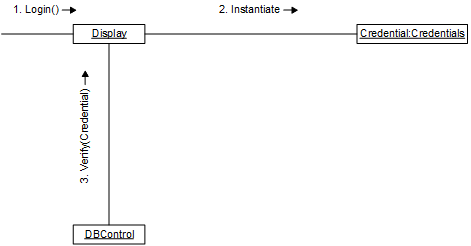 1. Login()
2. Instantiate
Display
Credential:Credentials
3. Verify(Credential)
DBControl